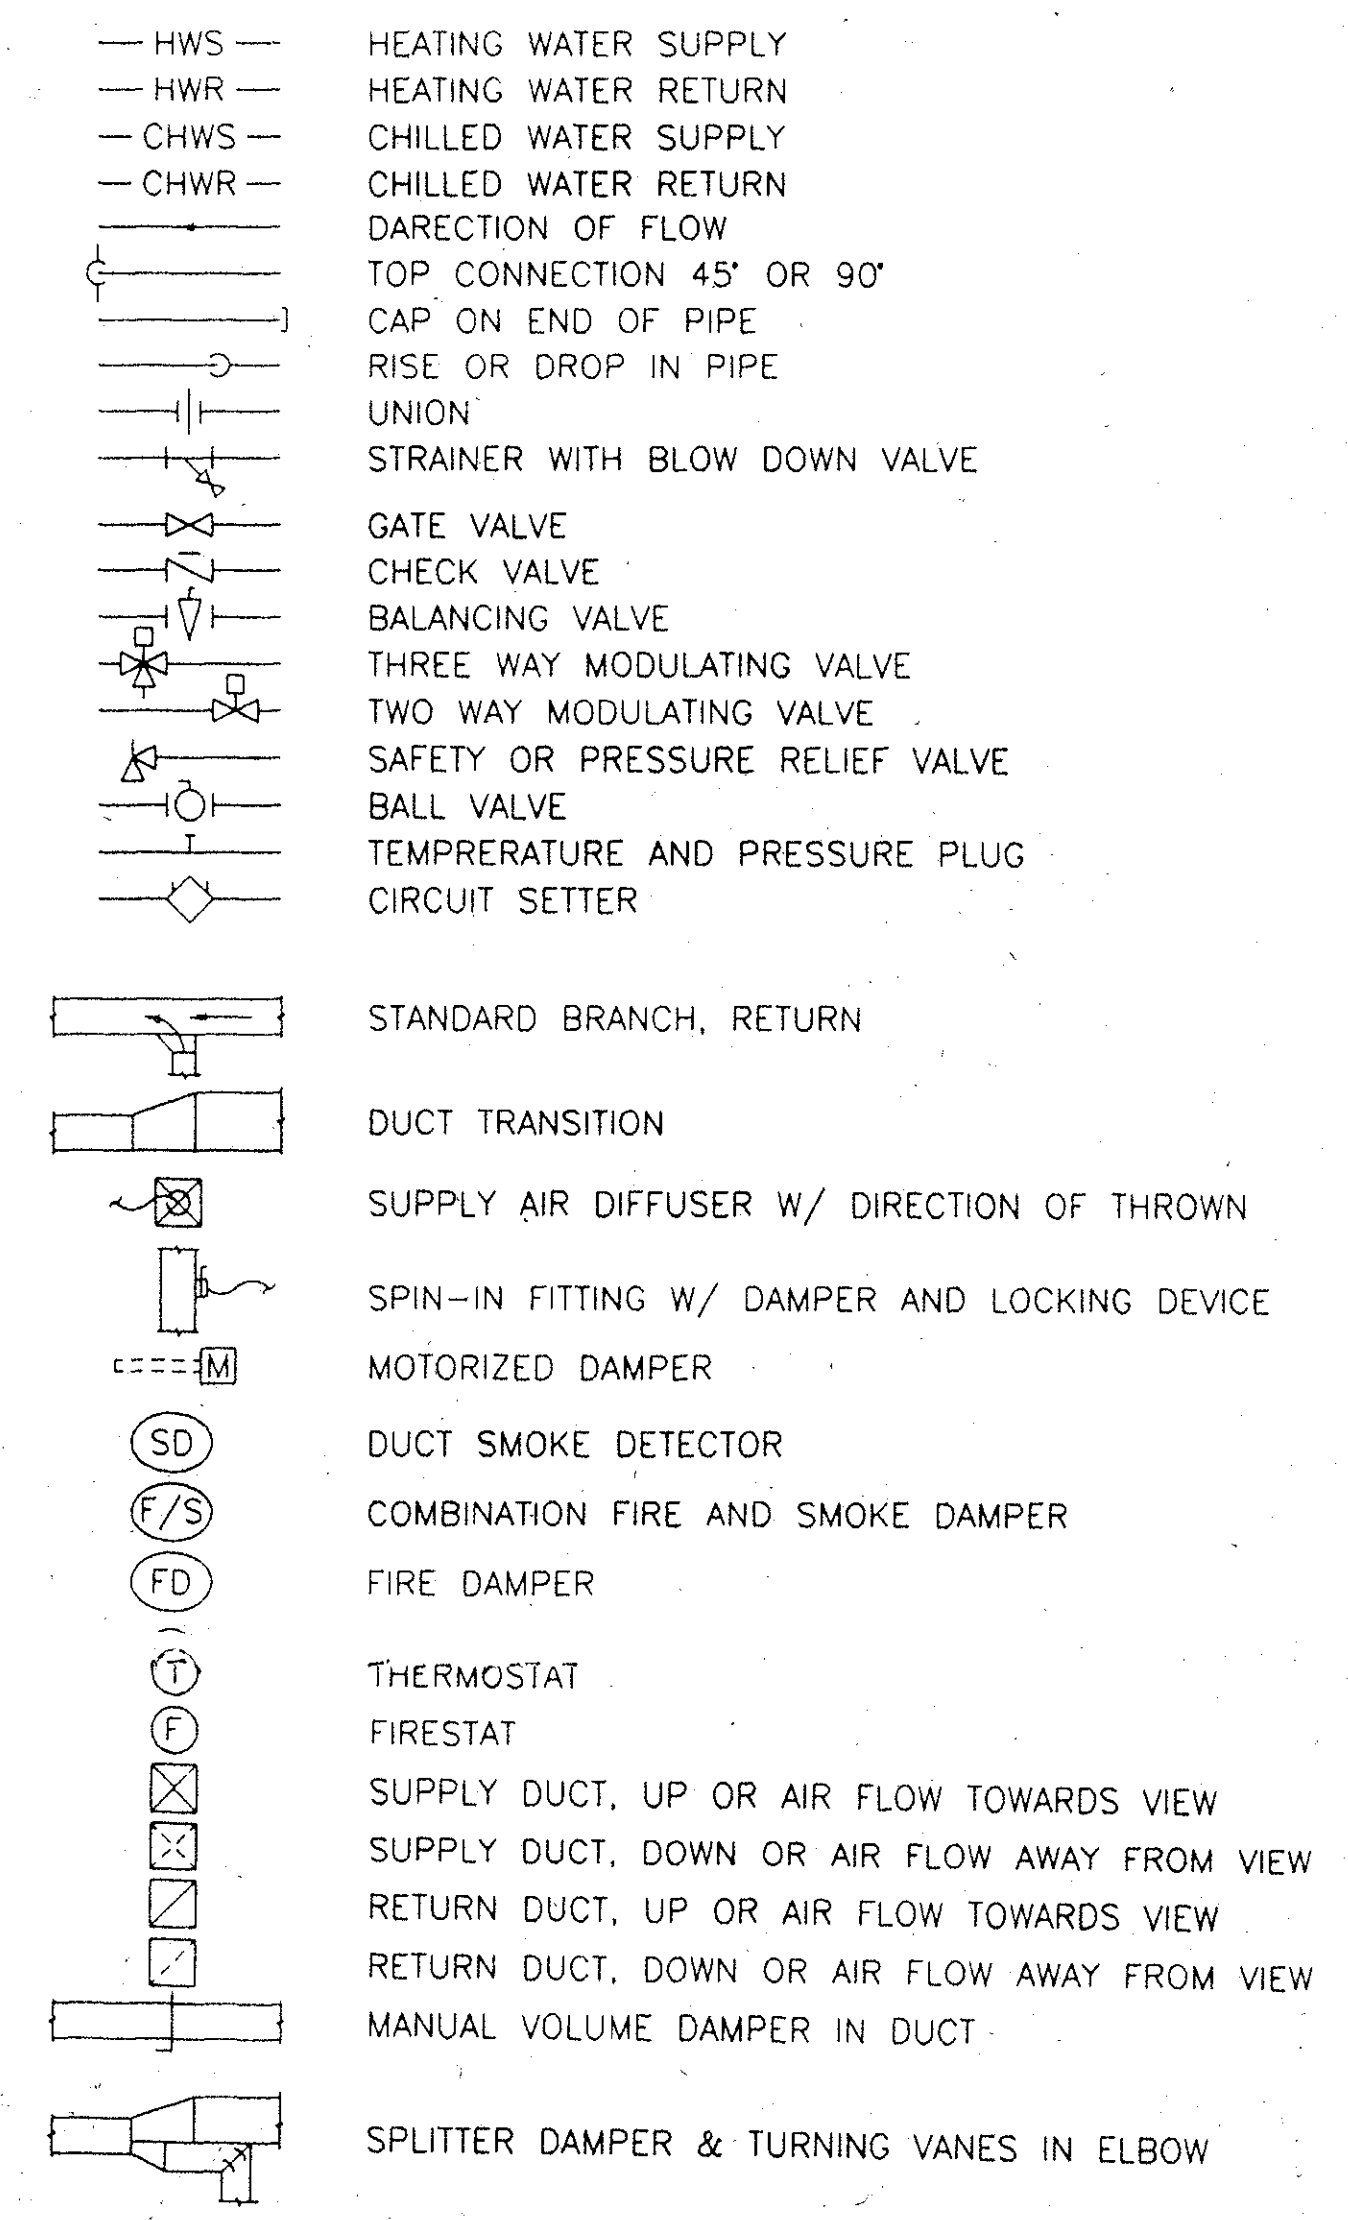 HWS HEATING WATER SUPPLY
HWR HEATING WATER RETURN
CHWS CHILLED WATER SUPPLY
CHWR CHILLED WATER RETURN
DARECTION OF FLOW
TOP CONNECTION 45° OR 90°
CAP ON END OF PIPE
RISE OR DROP IN PIPE
UNION
STRAINER WITH BLOW DOWN VALVE
GATE VALVE
CHECK VALVE
BALANCING VALVE
THREE WAY MODULATING VALVE
TWO WAY MODULATING VALVE
SAFETY OR PRESSURE RELIEF VALVE
BALL VALVE
TEMPRERATURE AND PRESSURE PLUG
CIRCUIT SETTER
STANDARD BRANCH, RETURN
DUCT TRANSITION
SUPPLY AIR DIFFUSER W/ DIRECTION OF THROWN
SPIN-IN FITTING W/ DAMPER AND LOCKING DEVICE
M MOTORIZED DAMPER
SD DUCT SMOKE DETECTOR
F/S COMBINATION FIRE AND SMOKE DAMPER
FD FIRE DAMPER
T THERMOSTAT
F FIRESTAT
SUPPLY DUCT, UP OR AIR FLOW TOWARDS VIEW
SUPPLY DUCT, DOWN OR AIR FLOW AWAY FROM VIEW
RETURN DUCT, UP OR AIR FLOW TOWARDS VIEW
RETURN DUCT, DOWN OR AIR FLOW AWAY FROM VIEW
MANUAL VOLUME DAMPER IN DUCT
SPLITTER DAMPER & TURNING VANES IN ELBOW